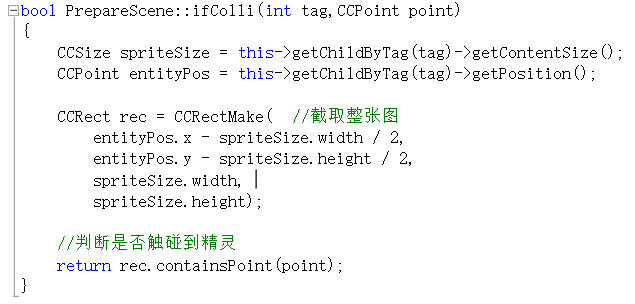 bool PrepareScene::ifColli(int tag,CCPoint point)
{
    CCSize spriteSize = this->getChildByTag(tag)->getContentSize();
    CCPoint entityPos = this->getChildByTag(tag)->getPosition();

    CCRect rec = CCRectMake(  //截取整张图
        entityPos.x - spriteSize.width / 2,
        entityPos.y - spriteSize.height / 2,
        spriteSize.width,
        spriteSize.height);

    //判断是否触碰到精灵
    return rec.containsPoint(point);
}